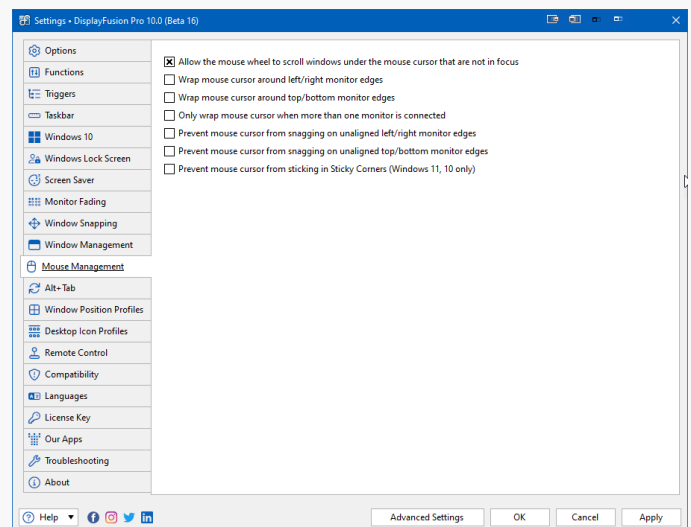 Settings • DisplayFusion Pro 10.0 (Beta 16)
Options
Functions
Triggers
Taskbar
Windows 10
Windows Lock Screen
Screen Saver
Monitor Fading
Window Snapping
Window Management
Mouse Management
Alt+Tab
Window Position Profiles
Desktop Icon Profiles
Remote Control
Compatibility
Languages
License Key
Our Apps
Troubleshooting
About
Allow the mouse wheel to scroll windows under the mouse cursor that are not in focus
Wrap mouse cursor around left/right monitor edges
Wrap mouse cursor around top/bottom monitor edges
Only wrap mouse cursor when more than one monitor is connected
Prevent mouse cursor from snagging on unaligned left/right monitor edges
Prevent mouse cursor from snagging on unaligned top/bottom monitor edges
Prevent mouse cursor from sticking in Sticky Corners (Windows 11, 10 only)
Help
Advanced Settings
OK
Cancel
Apply